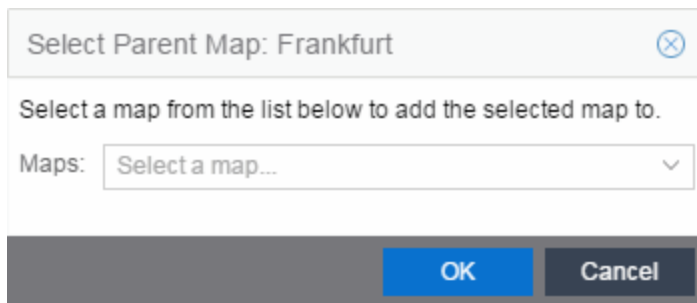 Select Parent Map: Frankfurt
Select a map from the list below to add the selected map to.
Maps: Select a map...
OK Cancel